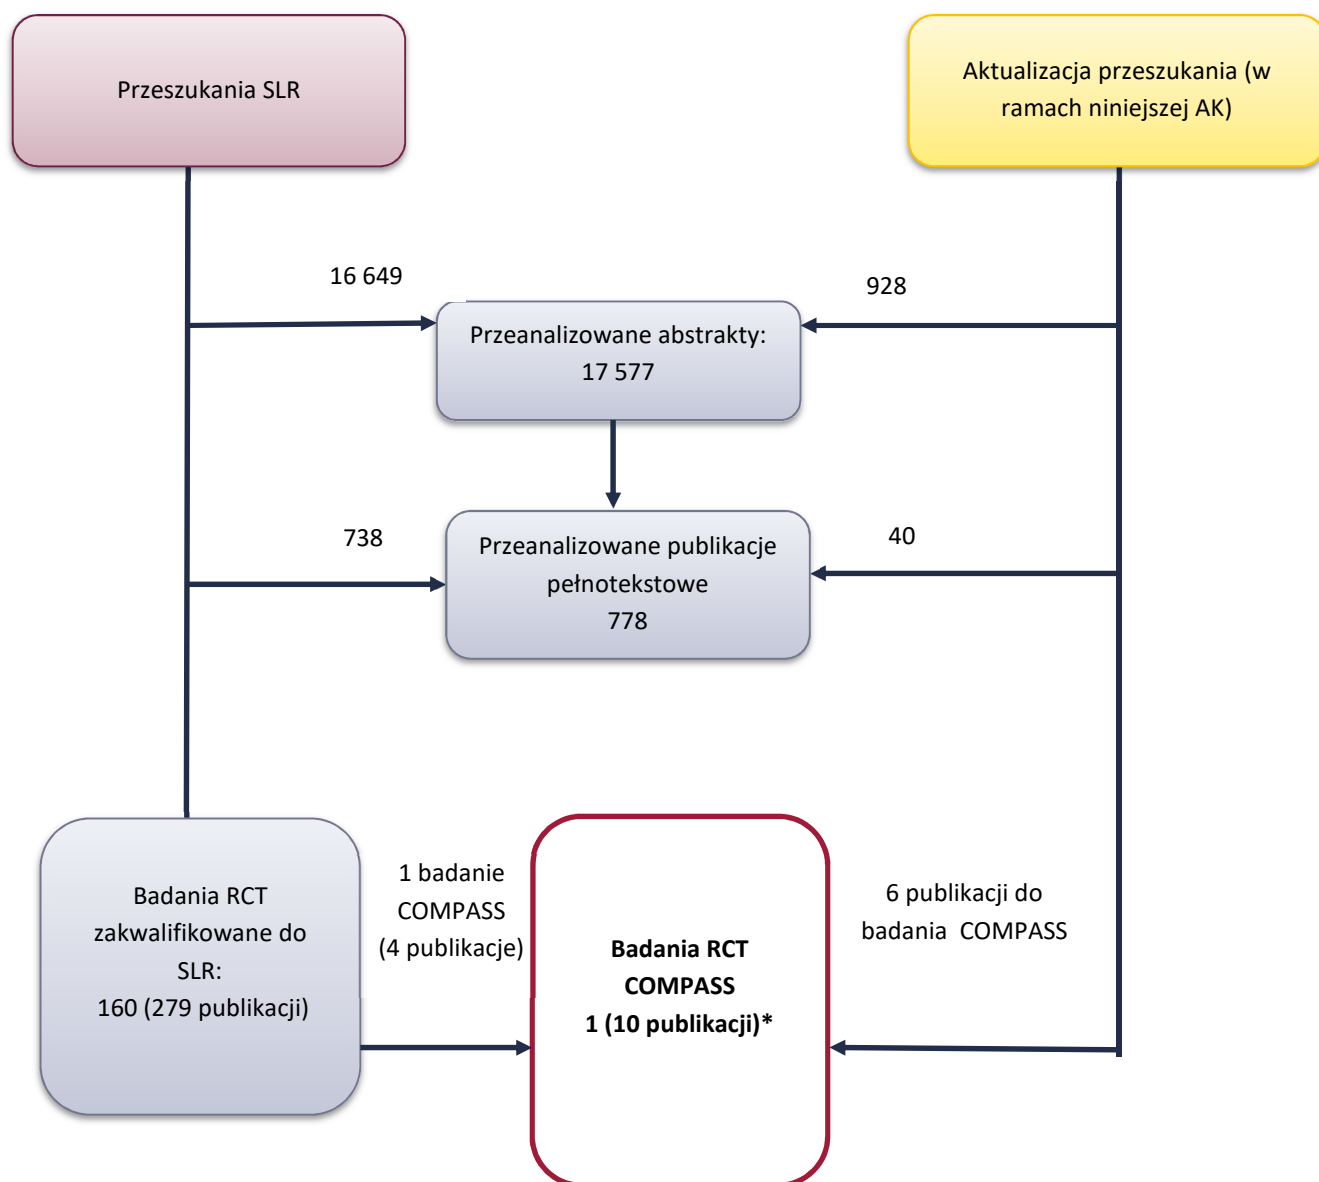 Przeszukania SLR
Aktualizacja przeszukania (w
ramach niniejszej AK)
16 649
928
Przeanalizowane abstrakty:
17 577
738
40
Przeanalizowane publikacje
pełnotekstowe
778
Badania RCT
zakwalifikowane do
SLR:
160 (279 publikacji)
1 badanie
COMPASS
(4 publikacje)
Badania RCT
COMPASS
1 (10 publikacji)*
6 publikacji do
badania  COMPASS